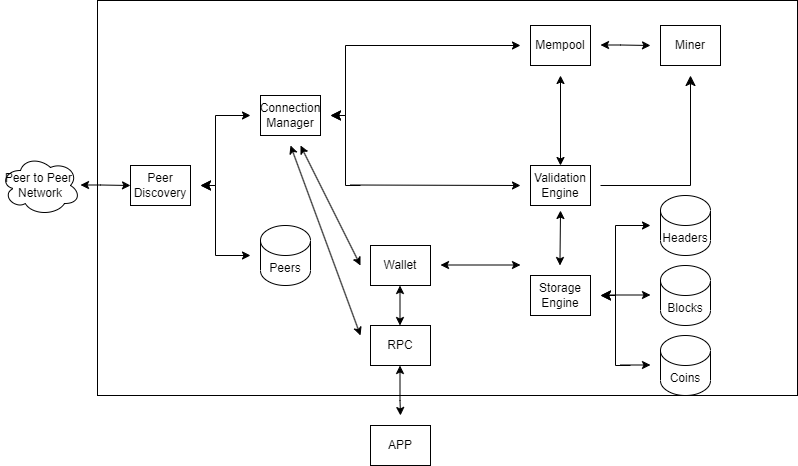 Mempool
Miner
Connection
Manager
Peer to Peer
Network
Peer
Discovery
Validation
Engine
Headers
Peers
Wallet
Storage
Engine
Blocks
RPC
Coins
APP